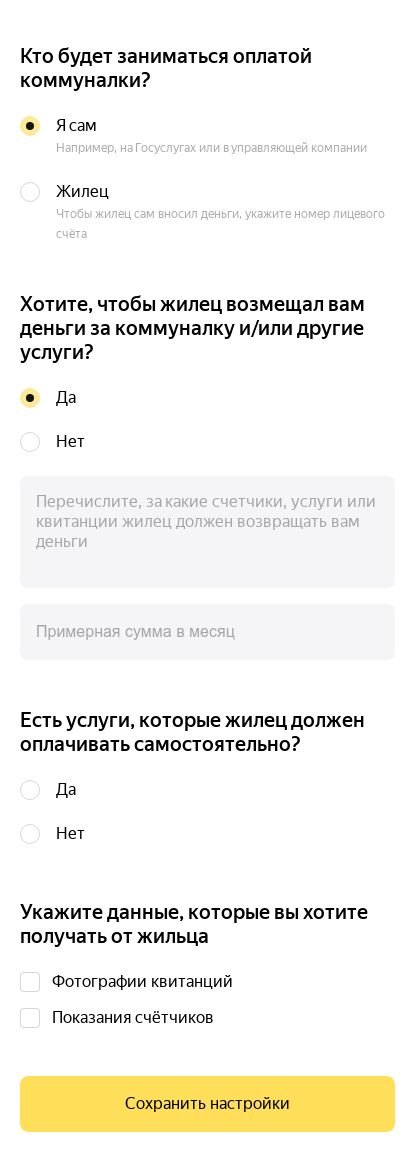 Кто будет заниматься оплатой
коммуналки?
Я сам
Например, на Госуслугах или в управляющей компании
Жилец
Чтобы жилец сам вносил деньги, укажите номер лицевого
счёта
Хотите, чтобы жилец возмещал вам
деньги за коммуналку и/или другие
услуги?
Да
Нет
Перечислите, за какие счетчики, услуги или
квитанции жилец должен возвращать вам
деньги
Примерная сумма в месяц
Есть услуги, которые жилец должен
оплачивать самостоятельно?
Да
Нет
Укажите данные, которые вы хотите
получать от жильца
Фотографии квитанций
Показания счётчиков
Сохранить настройки